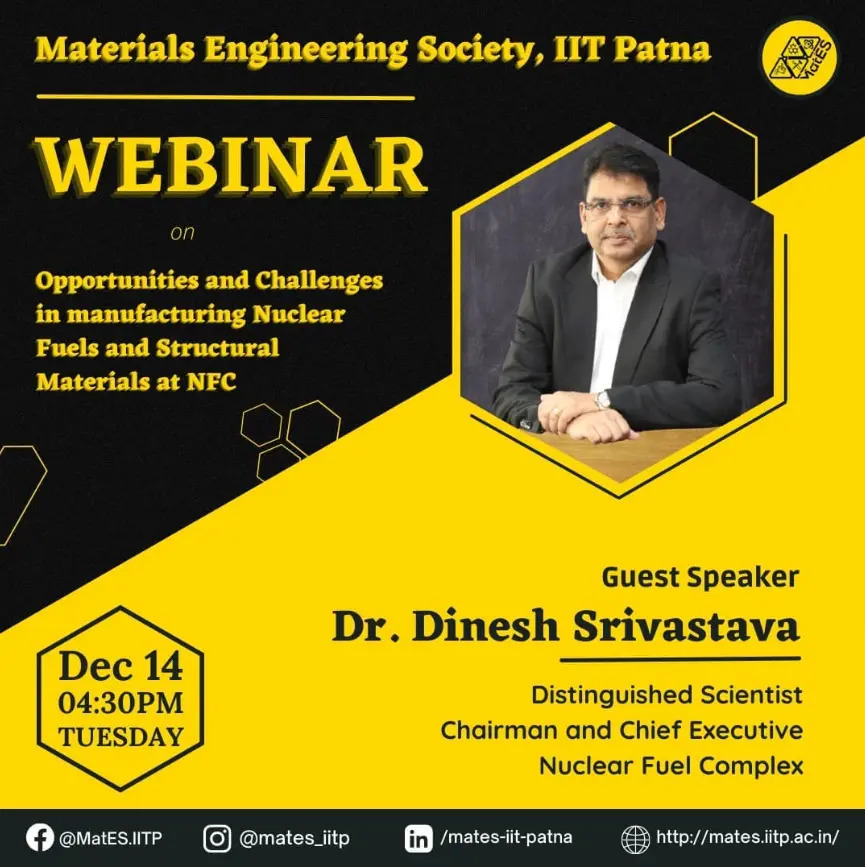 Materials Engineering Society, IIT Patna
MatES
WEBINAR
on
Opportunities and Challenges
in manufacturing Nuclear
Fuels and Structural
Materials at NFC
Guest Speaker
Dr. Dinesh Srivastava
Distinguished Scientist
Chairman and Chief Executive
Nuclear Fuel Complex
Dec 14
04:30PM
TUESDAY
@MatES.IITP
@mates_iitp
in /mates-iit-patna
http://mates.iitp.ac.in/